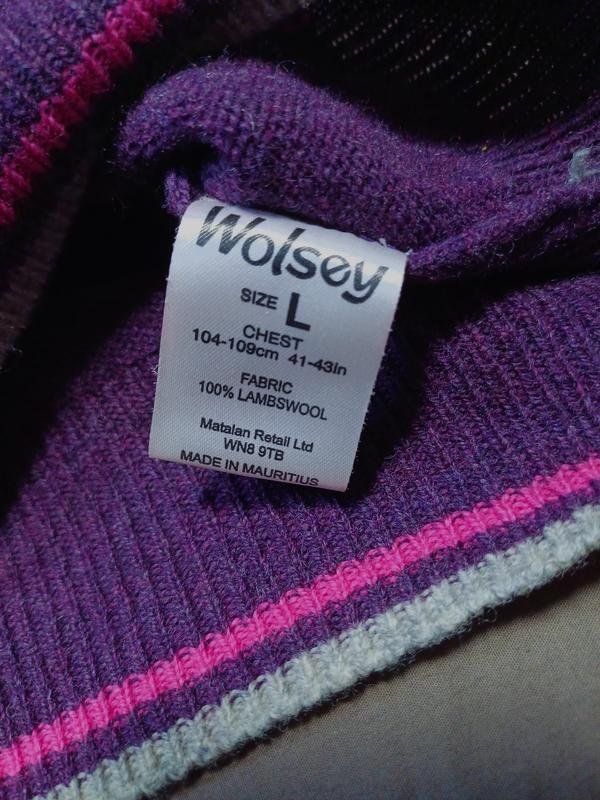 Wolsey
SIZE L
CHEST
104-109cm 41-43in
FABRIC
100% LAMBSWOOL
Matalan Retail Ltd
WN8 9TB
MADE IN MAURITIUS